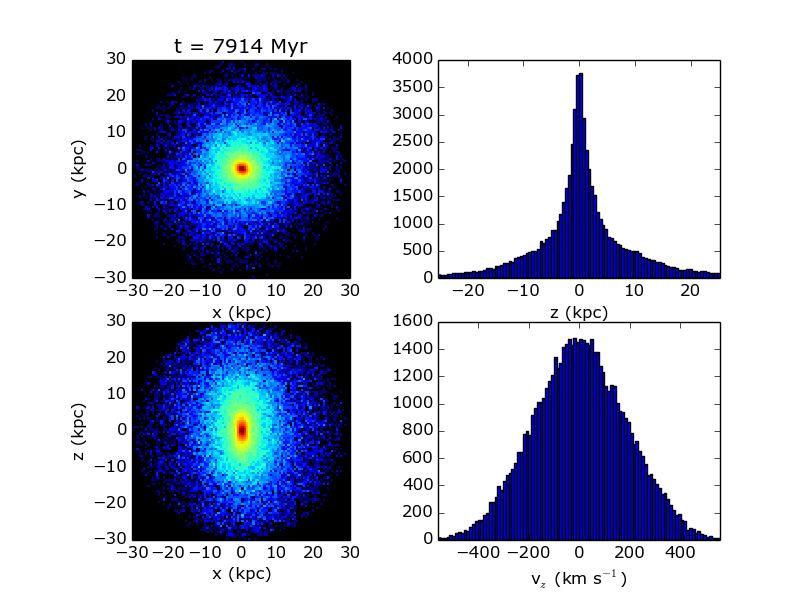 t = 7914 Myr
30
20
10
0
−10
−20
−30
y (kpc)
−30 −20 −10 0 10 20 30
x (kpc)
4000
3500
3000
2500
2000
1500
1000
500
0
−20 −10 0 10 20
z (kpc)
30
20
10
0
−10
−20
−30
z (kpc)
−30 −20 −10 0 10 20 30
x (kpc)
1600
1400
1200
1000
800
600
400
200
0
−400 −200 0 200 400
v_z (km s⁻¹)